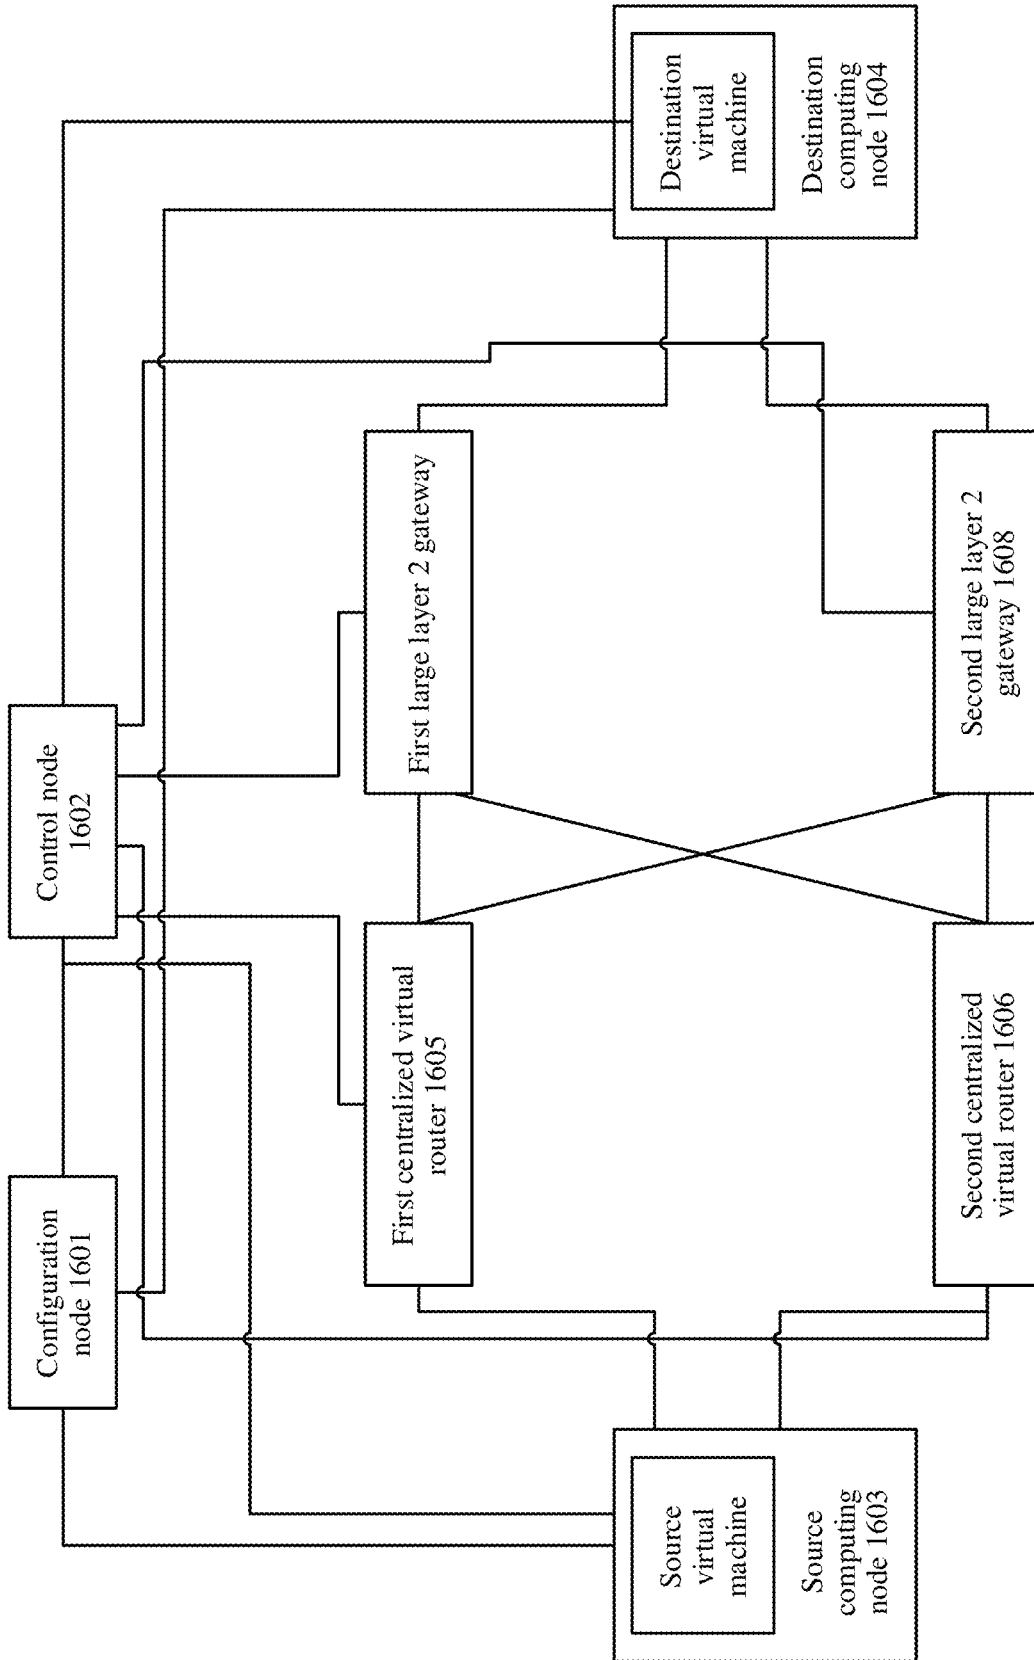 Configuration
node 1601
Control node
1602
First centralized virtual
router 1605
First large layer 2 gateway
Source
virtual
machine
Source
computing
node 1603
Destination
virtual
machine
Destination
computing
node 1604
Second centralized
virtual router 1606
Second large layer 2
gateway 1608